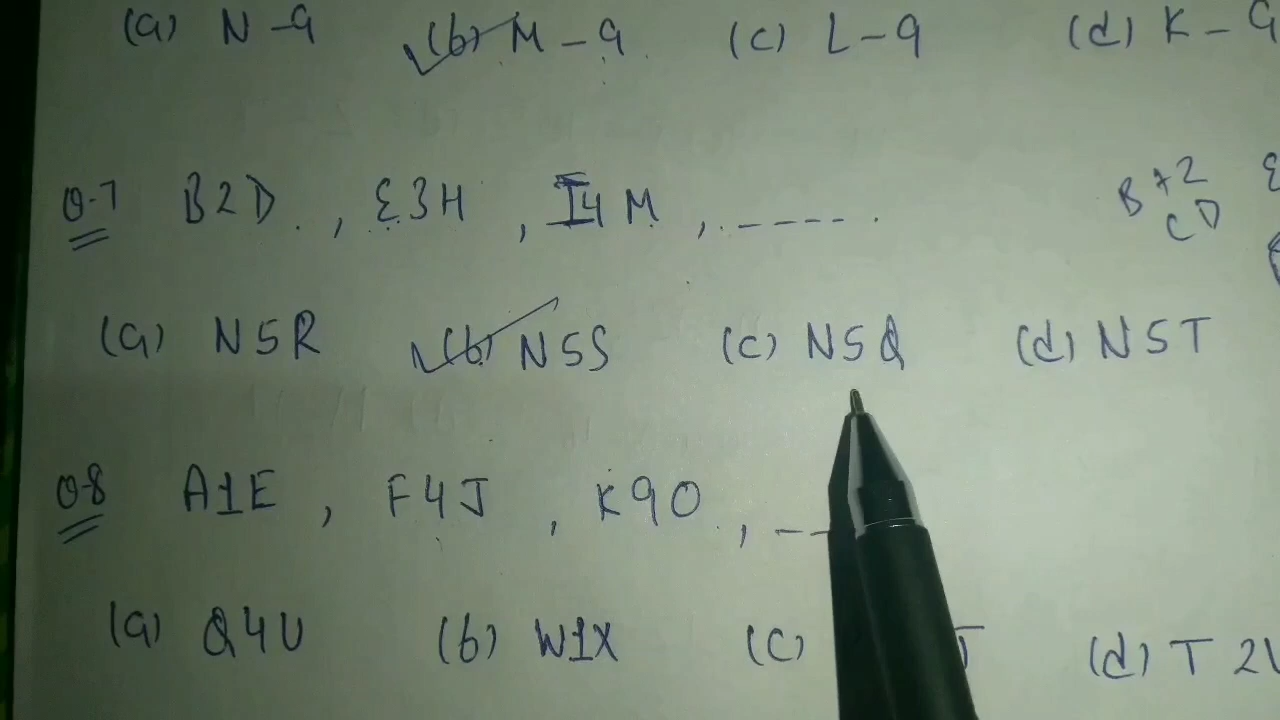 (a) N-9 (b) M-9 (c) L-9 (d) K-9
Q.7 B2D, E3H, I4M, -----. B +2 CD
(a) N5R (b) N5S (c) N5Q (d) N5T
Q.8 A1E, F4J, K9O, --
(a) Q4U (b) W1X (c) T (d) T 2